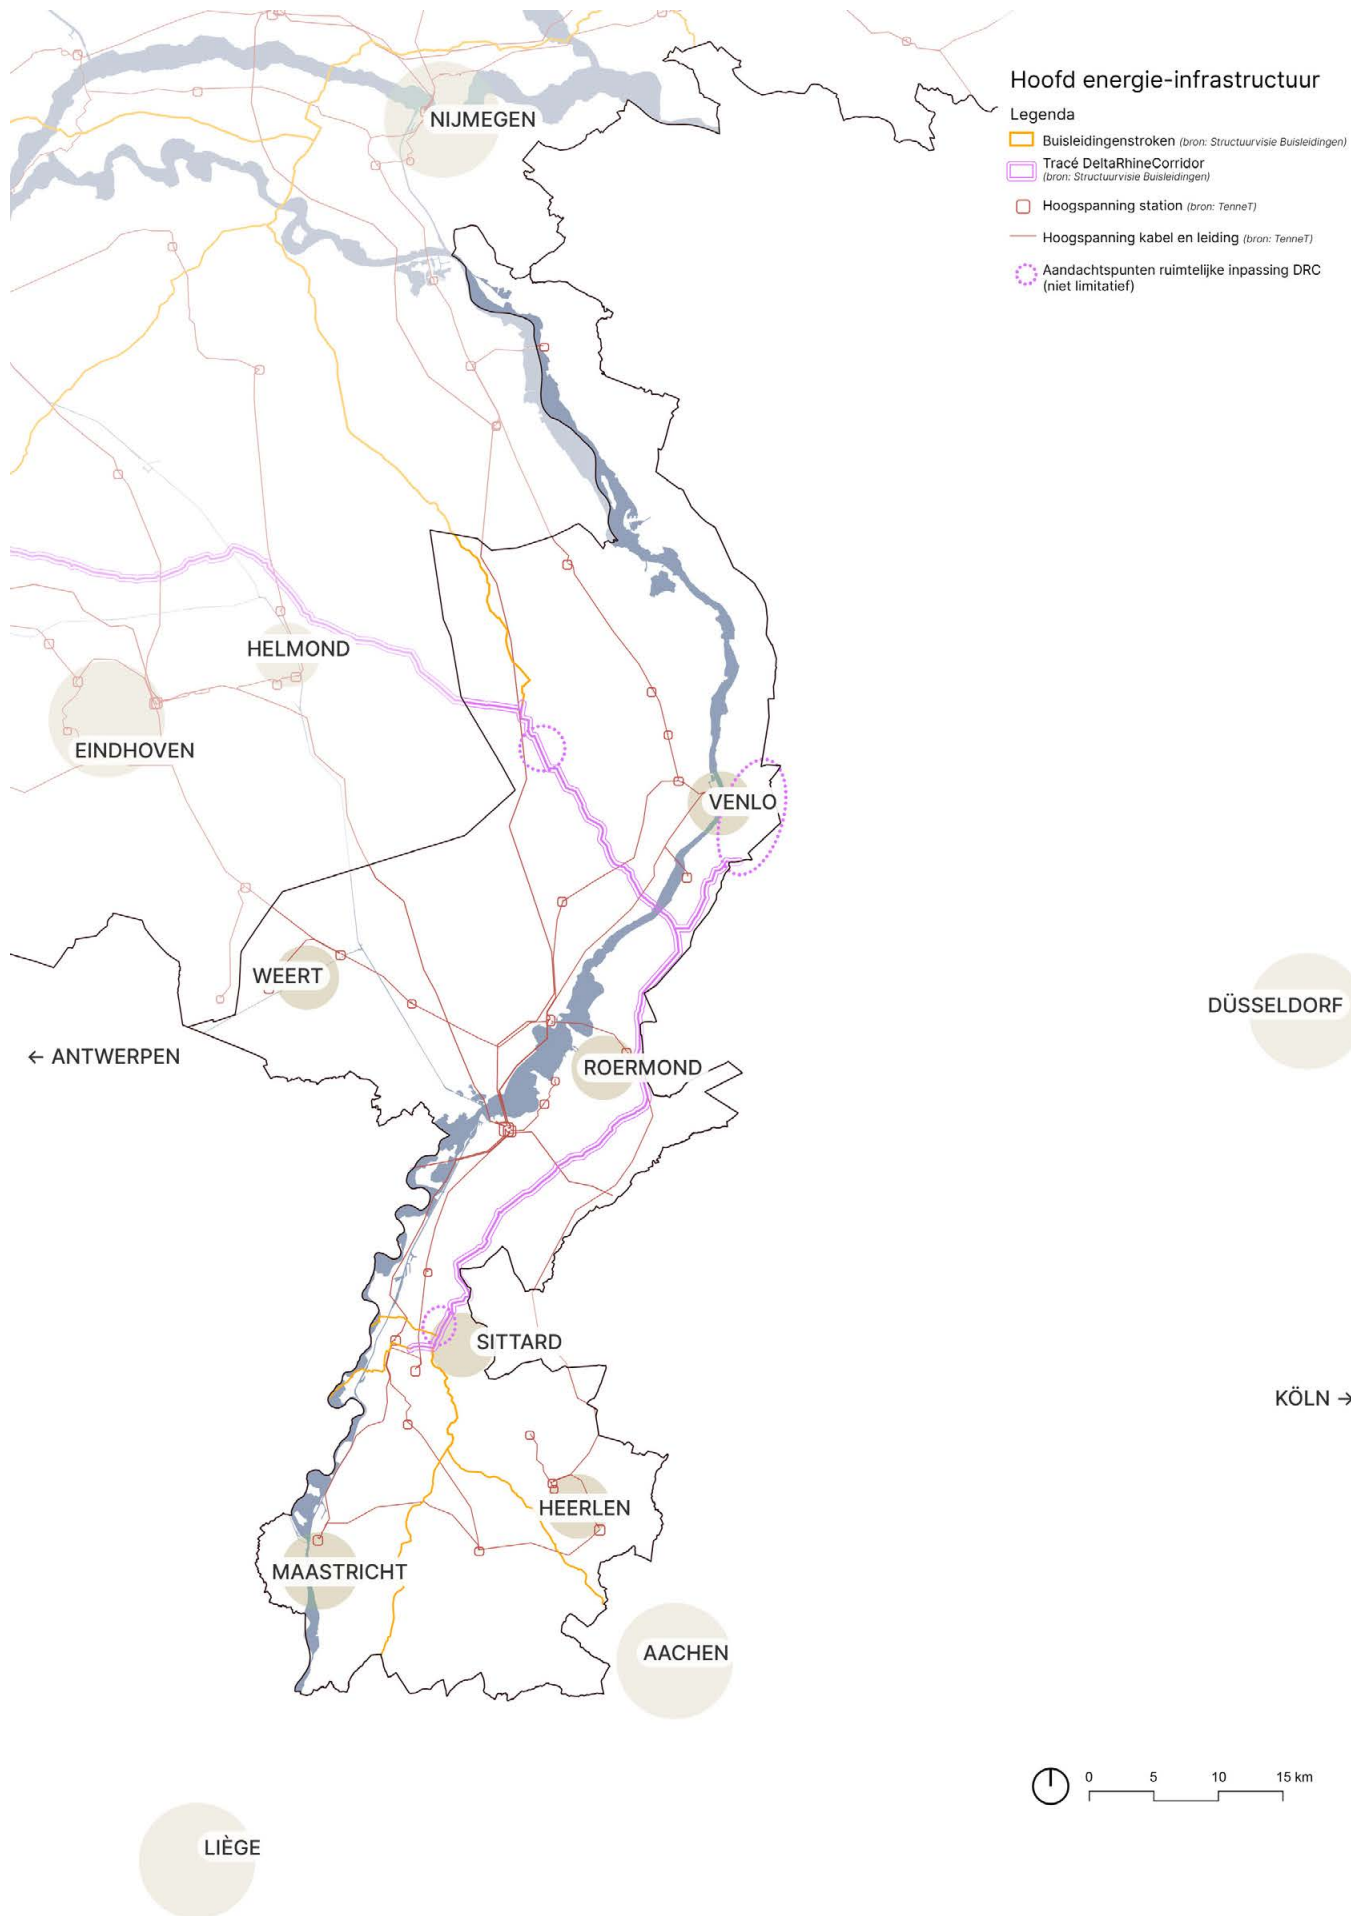 Hoofd energie-infrastructuur
Legenda
Buisleidingenstroken (bron: Structuurvisie Buisleidingen)
Tracé DeltaRhineCorridor
(bron: Structuurvisie Buisleidingen)
Hoogspanning station (bron: TenneT)
Hoogspanning kabel en leiding (bron: TenneT)
Aandachtspunten ruimtelijke inpassing DRC
(niet limitatief)
NIJMEGEN
HELMOND
EINDHOVEN
VENLO
WEERT
DÜSSELDORF
← ANTWERPEN
ROERMOND
SITTARD
KÖLN →
HEERLEN
MAASTRICHT
AACHEN
0 5 10 15 km
LIÈGE